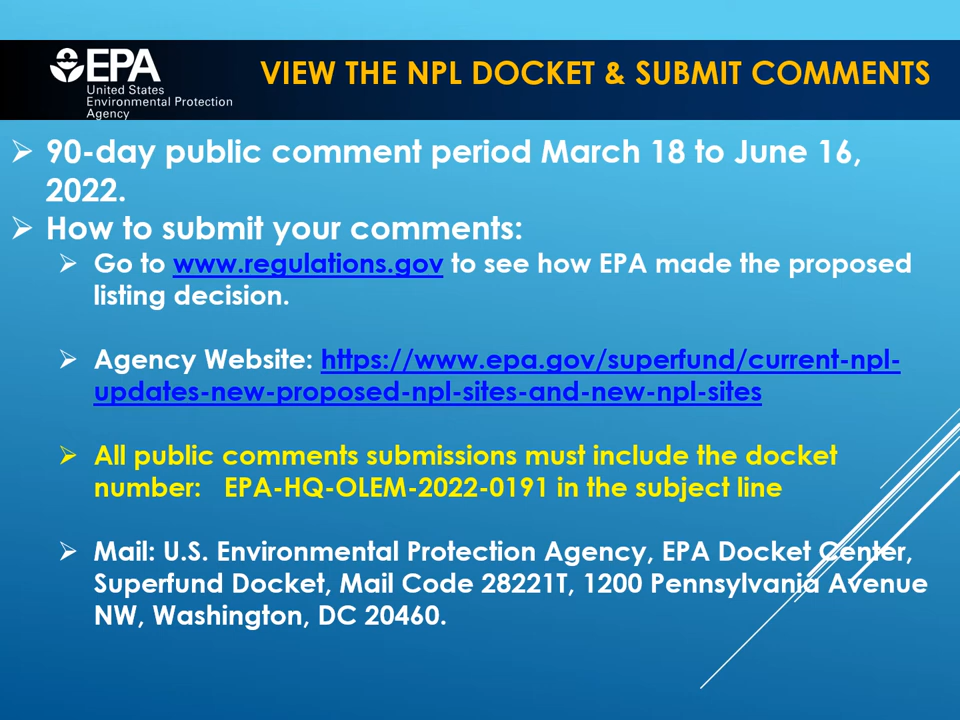 EPA
United States
Environmental Protection
Agency
VIEW THE NPL DOCKET & SUBMIT COMMENTS
90-day public comment period March 18 to June 16,
2022.
How to submit your comments:
Go to www.regulations.gov to see how EPA made the proposed
listing decision.
Agency Website: https://www.epa.gov/superfund/current-npl-
updates-new-proposed-npl-sites-and-new-npl-sites
All public comments submissions must include the docket
number: EPA-HQ-OLEM-2022-0191 in the subject line
Mail: U.S. Environmental Protection Agency, EPA Docket Center,
Superfund Docket, Mail Code 28221T, 1200 Pennsylvania Avenue
NW, Washington, DC 20460.